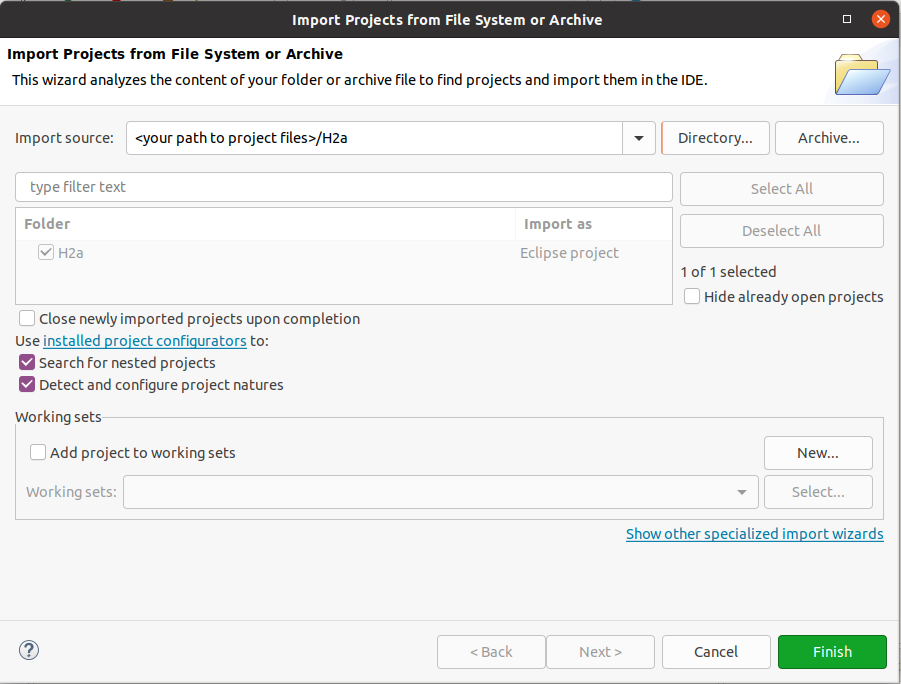 Import Projects from File System or Archive
Import Projects from File System or Archive
This wizard analyzes the content of your folder or archive file to find projects and import them in the IDE.
Import source: <your path to project files>/H2a Directory... Archive...
type filter text Select All
Folder Import as
Deselect All
H2a Eclipse project
1 of 1 selected
Hide already open projects
Close newly imported projects upon completion
Use installed project configurators to:
Search for nested projects
Detect and configure project natures
Working sets
Add project to working sets New...
Working sets: Select...
Show other specialized import wizards
? < Back Next > Cancel Finish